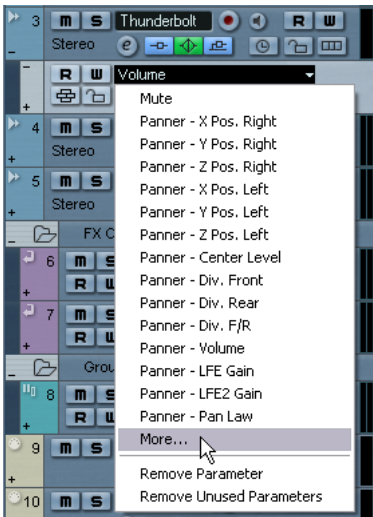 3 m S Thunderbolt R W
Stereo e
R W Volume
Mute
Panner - X Pos. Right
Panner - Y Pos. Right
Panner - Z Pos. Right
Panner - X Pos. Left
Panner - Y Pos. Left
Panner - Z Pos. Left
Panner - Center Level
Panner - Div. Front
Panner - Div. Rear
Panner - Div. F/R
Panner - Volume
Panner - LFE Gain
Panner - LFE2 Gain
Panner - Pan Law
More...
Remove Parameter
Remove Unused Parameters
4 m S
Stereo
5 m S
Stereo
FX C
6 m S
R W
7 m S
R W
Grou
8 m S
R W
9 m S
10 m S